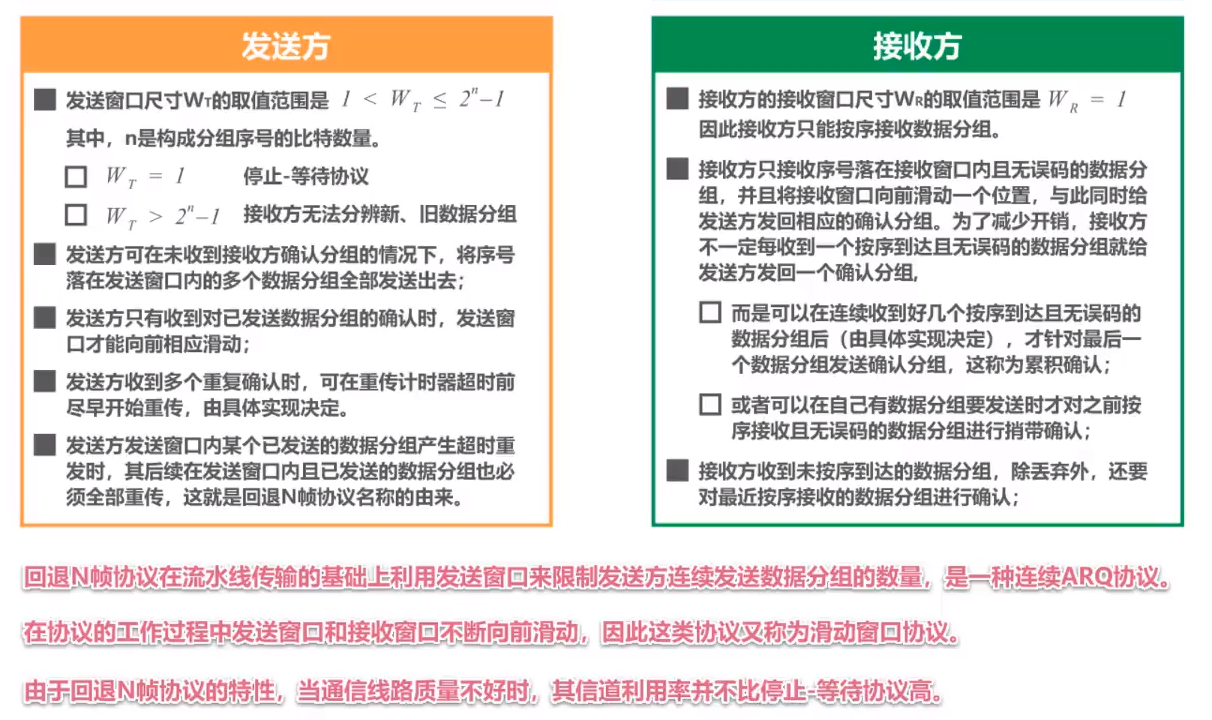 发送方
发送窗口尺寸WT的取值范围是 1 < W_T ≤ 2^n–1
其中，n是构成分组序号的比特数量。
W_T = 1 停止-等待协议
W_T > 2^n–1 接收方无法分辨新、旧数据分组
发送方可在未收到接收方确认分组的情况下，将序号
落在发送窗口内的多个数据分组全部发送出去；
发送方只有收到对已发送数据分组的确认时，发送窗
口才能向前相应滑动；
发送方收到多个重复确认时，可在重传计时器超时前
尽早开始重传，由具体实现决定。
发送方发送窗口内某个已发送的数据分组产生超时重
发时，其后续在发送窗口内且已发送的数据分组也必
须全部重传，这就是回退N帧协议名称的由来。
接收方
接收方的接收窗口尺寸WR的取值范围是 W_R = 1
因此接收方只能按序接收数据分组。
接收方只接收序号落在接收窗口内且无误码的数据分
组，并且将接收窗口向前滑动一个位置，与此同时给
发送方发回相应的确认分组。为了减少开销，接收方
不一定每收到一个按序到达且无误码的数据分组就给
发送方发回一个确认分组,
而是可以在连续收到好几个按序到达且无误码的
数据分组后（由具体实现决定），才针对最后一
个数据分组发送确认分组，这称为累积确认；
或者可以在自己有数据分组要发送时才对之前按
序接收且无误码的数据分组进行捎带确认；
接收方收到未按序到达的数据分组，除丢弃外，还要
对最近按序接收的数据分组进行确认；
回退N帧协议在流水线传输的基础上利用发送窗口来限制发送方连续发送数据分组的数量，是一种连续ARQ协议。
在协议的工作过程中发送窗口和接收窗口不断向前滑动，因此这类协议又称为滑动窗口协议。
由于回退N帧协议的特性，当通信线路质量不好时，其信道利用率并不比停止-等待协议高。